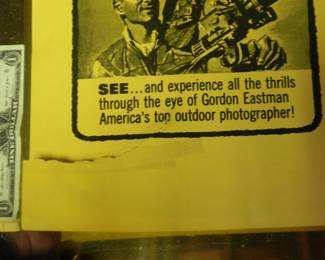 SEE...and experience all the thrills
through the eye of Gordon Eastman
America's top outdoor photographer!